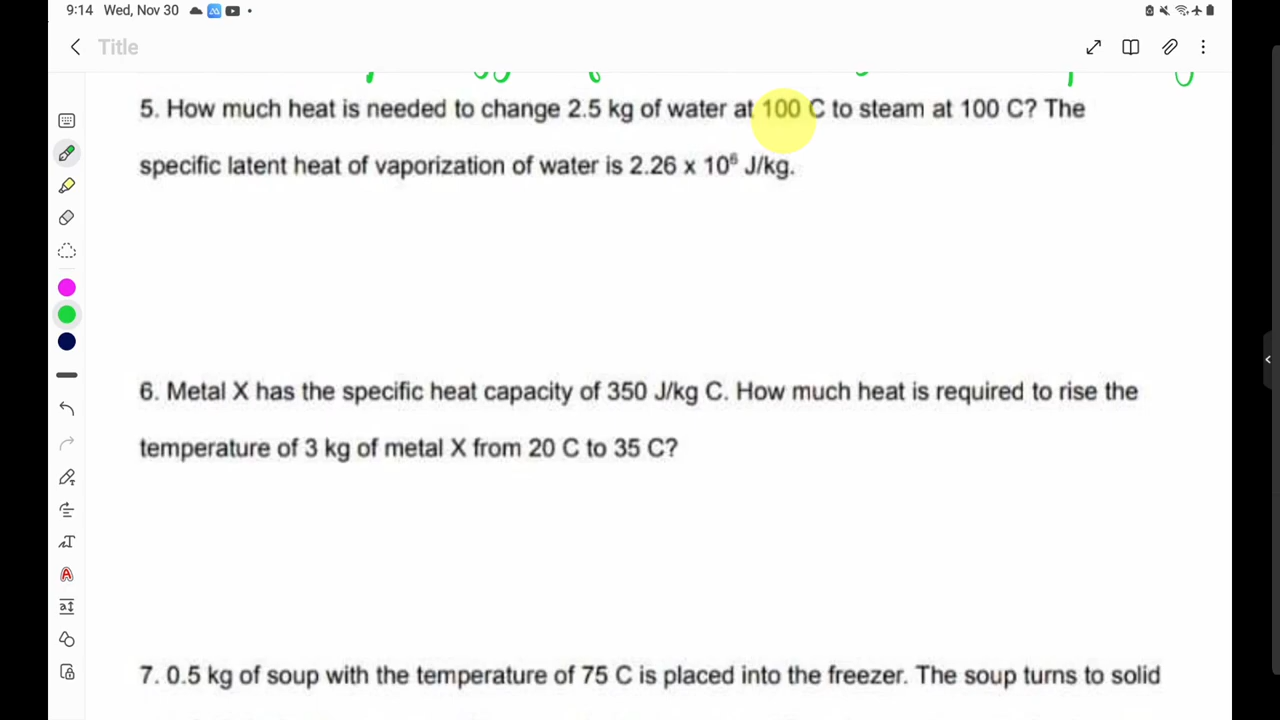 9:14 Wed, Nov 30
Title
5. How much heat is needed to change 2.5 kg of water at 100 C to steam at 100 C? The
specific latent heat of vaporization of water is 2.26 x 10⁶ J/kg.
6. Metal X has the specific heat capacity of 350 J/kg C. How much heat is required to rise the
temperature of 3 kg of metal X from 20 C to 35 C?
7. 0.5 kg of soup with the temperature of 75 C is placed into the freezer. The soup turns to solid